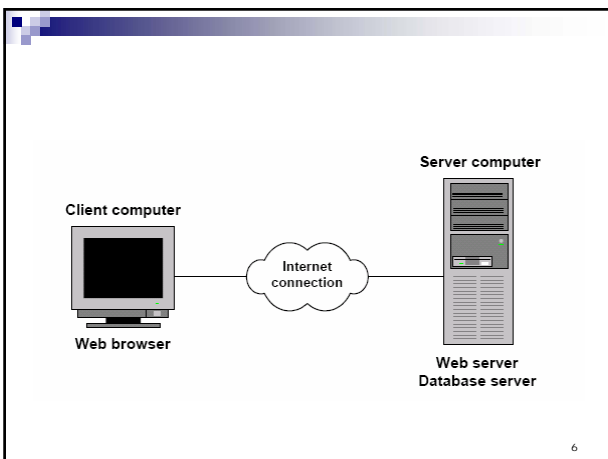 Server computer
Client computer
Internet
connection
Web browser
Web server
Database server
6